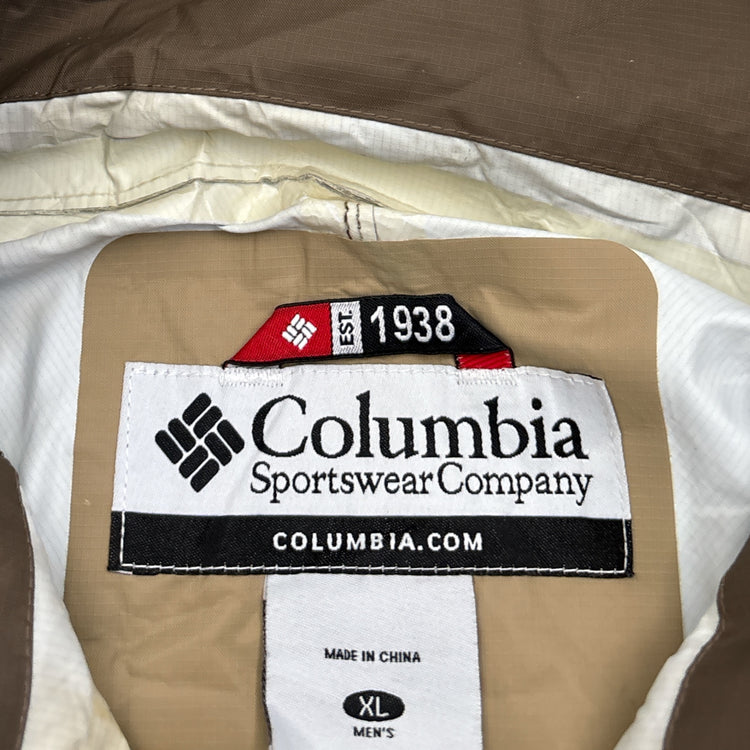 EST. 1938
Columbia
Sportswear Company
COLUMBIA.COM
MADE IN CHINA
XL
MEN'S